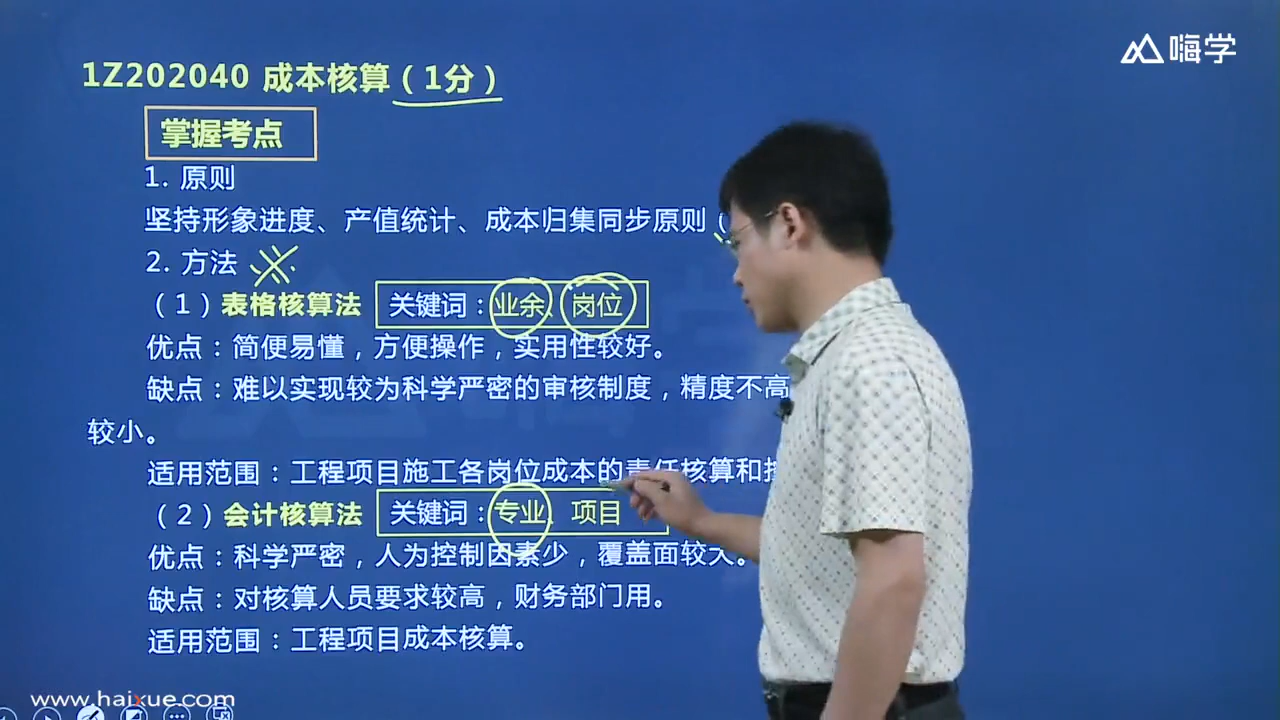 嗨学
1Z202040 成本核算（1分）
掌握考点
1. 原则
坚持形象进度、产值统计、成本归集同步原则（
2. 方法
（1）表格核算法 关键词：业余、岗位
优点：简便易懂，方便操作，实用性较好。
缺点：难以实现较为科学严密的审核制度，精度不高
较小。
适用范围：工程项目施工各岗位成本的责任核算和
（2）会计核算法 关键词：专业、项目
优点：科学严密，人为控制因素少，覆盖面较大。
缺点：对核算人员要求较高，财务部门用。
适用范围：工程项目成本核算。
www.haixue.com